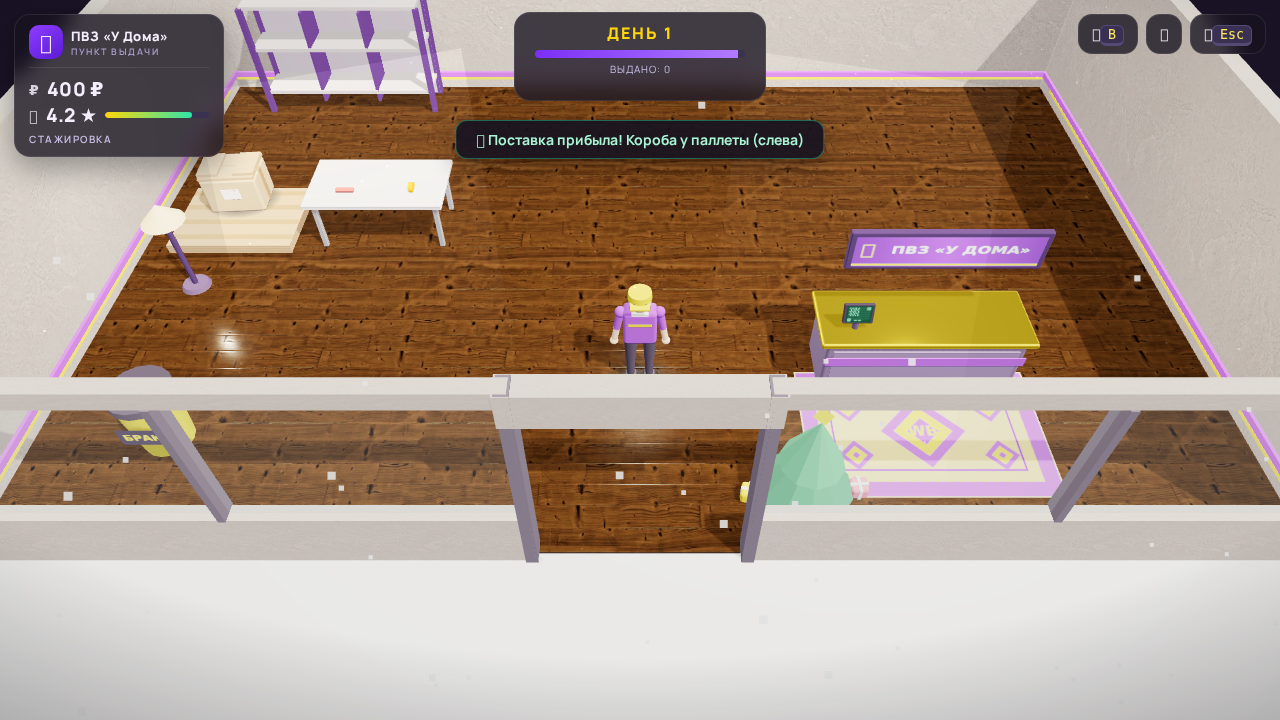 ПВЗ «У Дома»
ПУНКТ ВЫДАЧИ
₽ 400 ₽
4.2 ★
СТАЖИРОВКА
ДЕНЬ 1
ВЫДАНО: 0
B
Esc
Поставка прибыла! Короба у паллеты (слева)
ПВЗ «У ДОМА»
БРАК